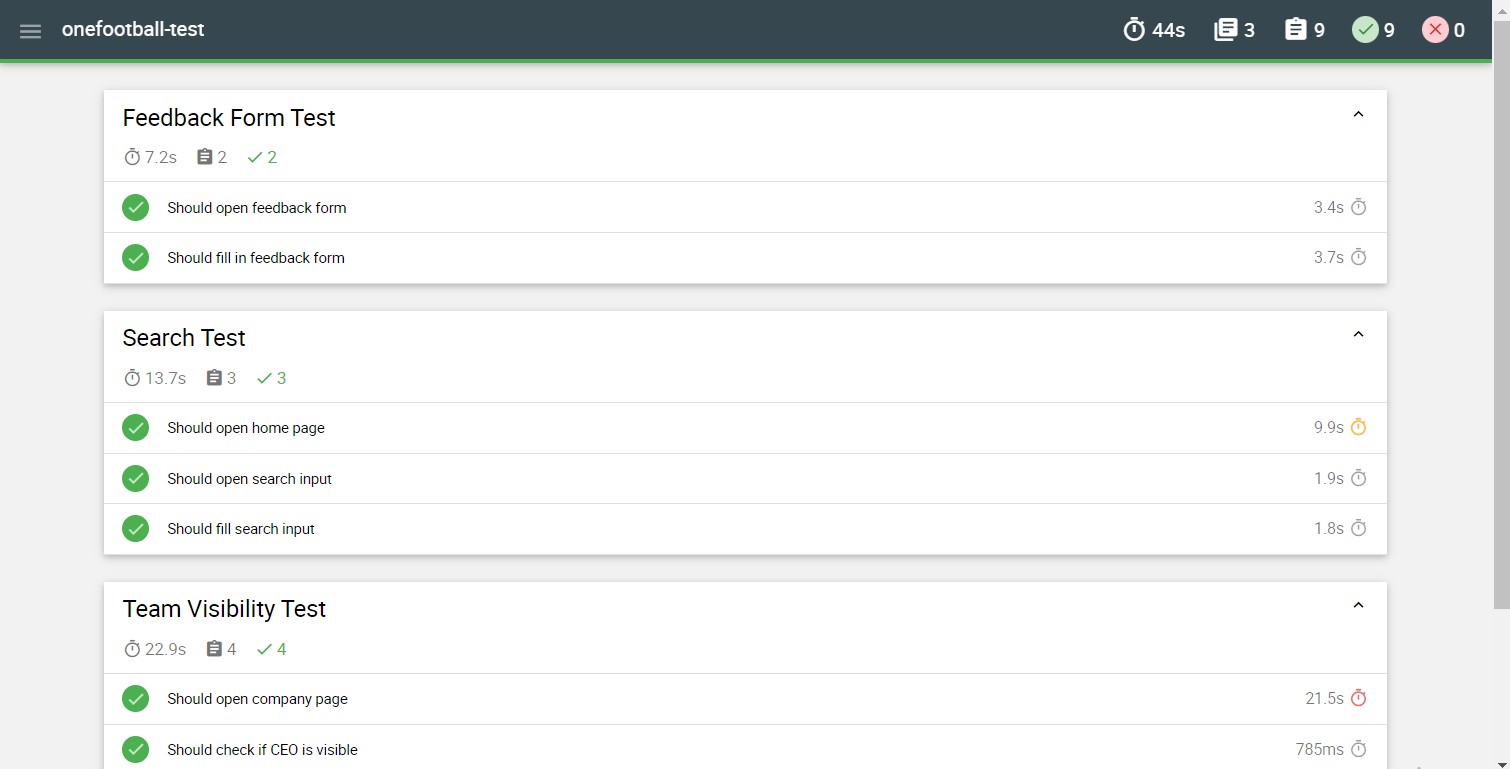 onefootball-test 44s 3 9 9 0
Feedback Form Test
7.2s 2 2
Should open feedback form 3.4s
Should fill in feedback form 3.7s
Search Test
13.7s 3 3
Should open home page 9.9s
Should open search input 1.9s
Should fill search input 1.8s
Team Visibility Test
22.9s 4 4
Should open company page 21.5s
Should check if CEO is visible 785ms